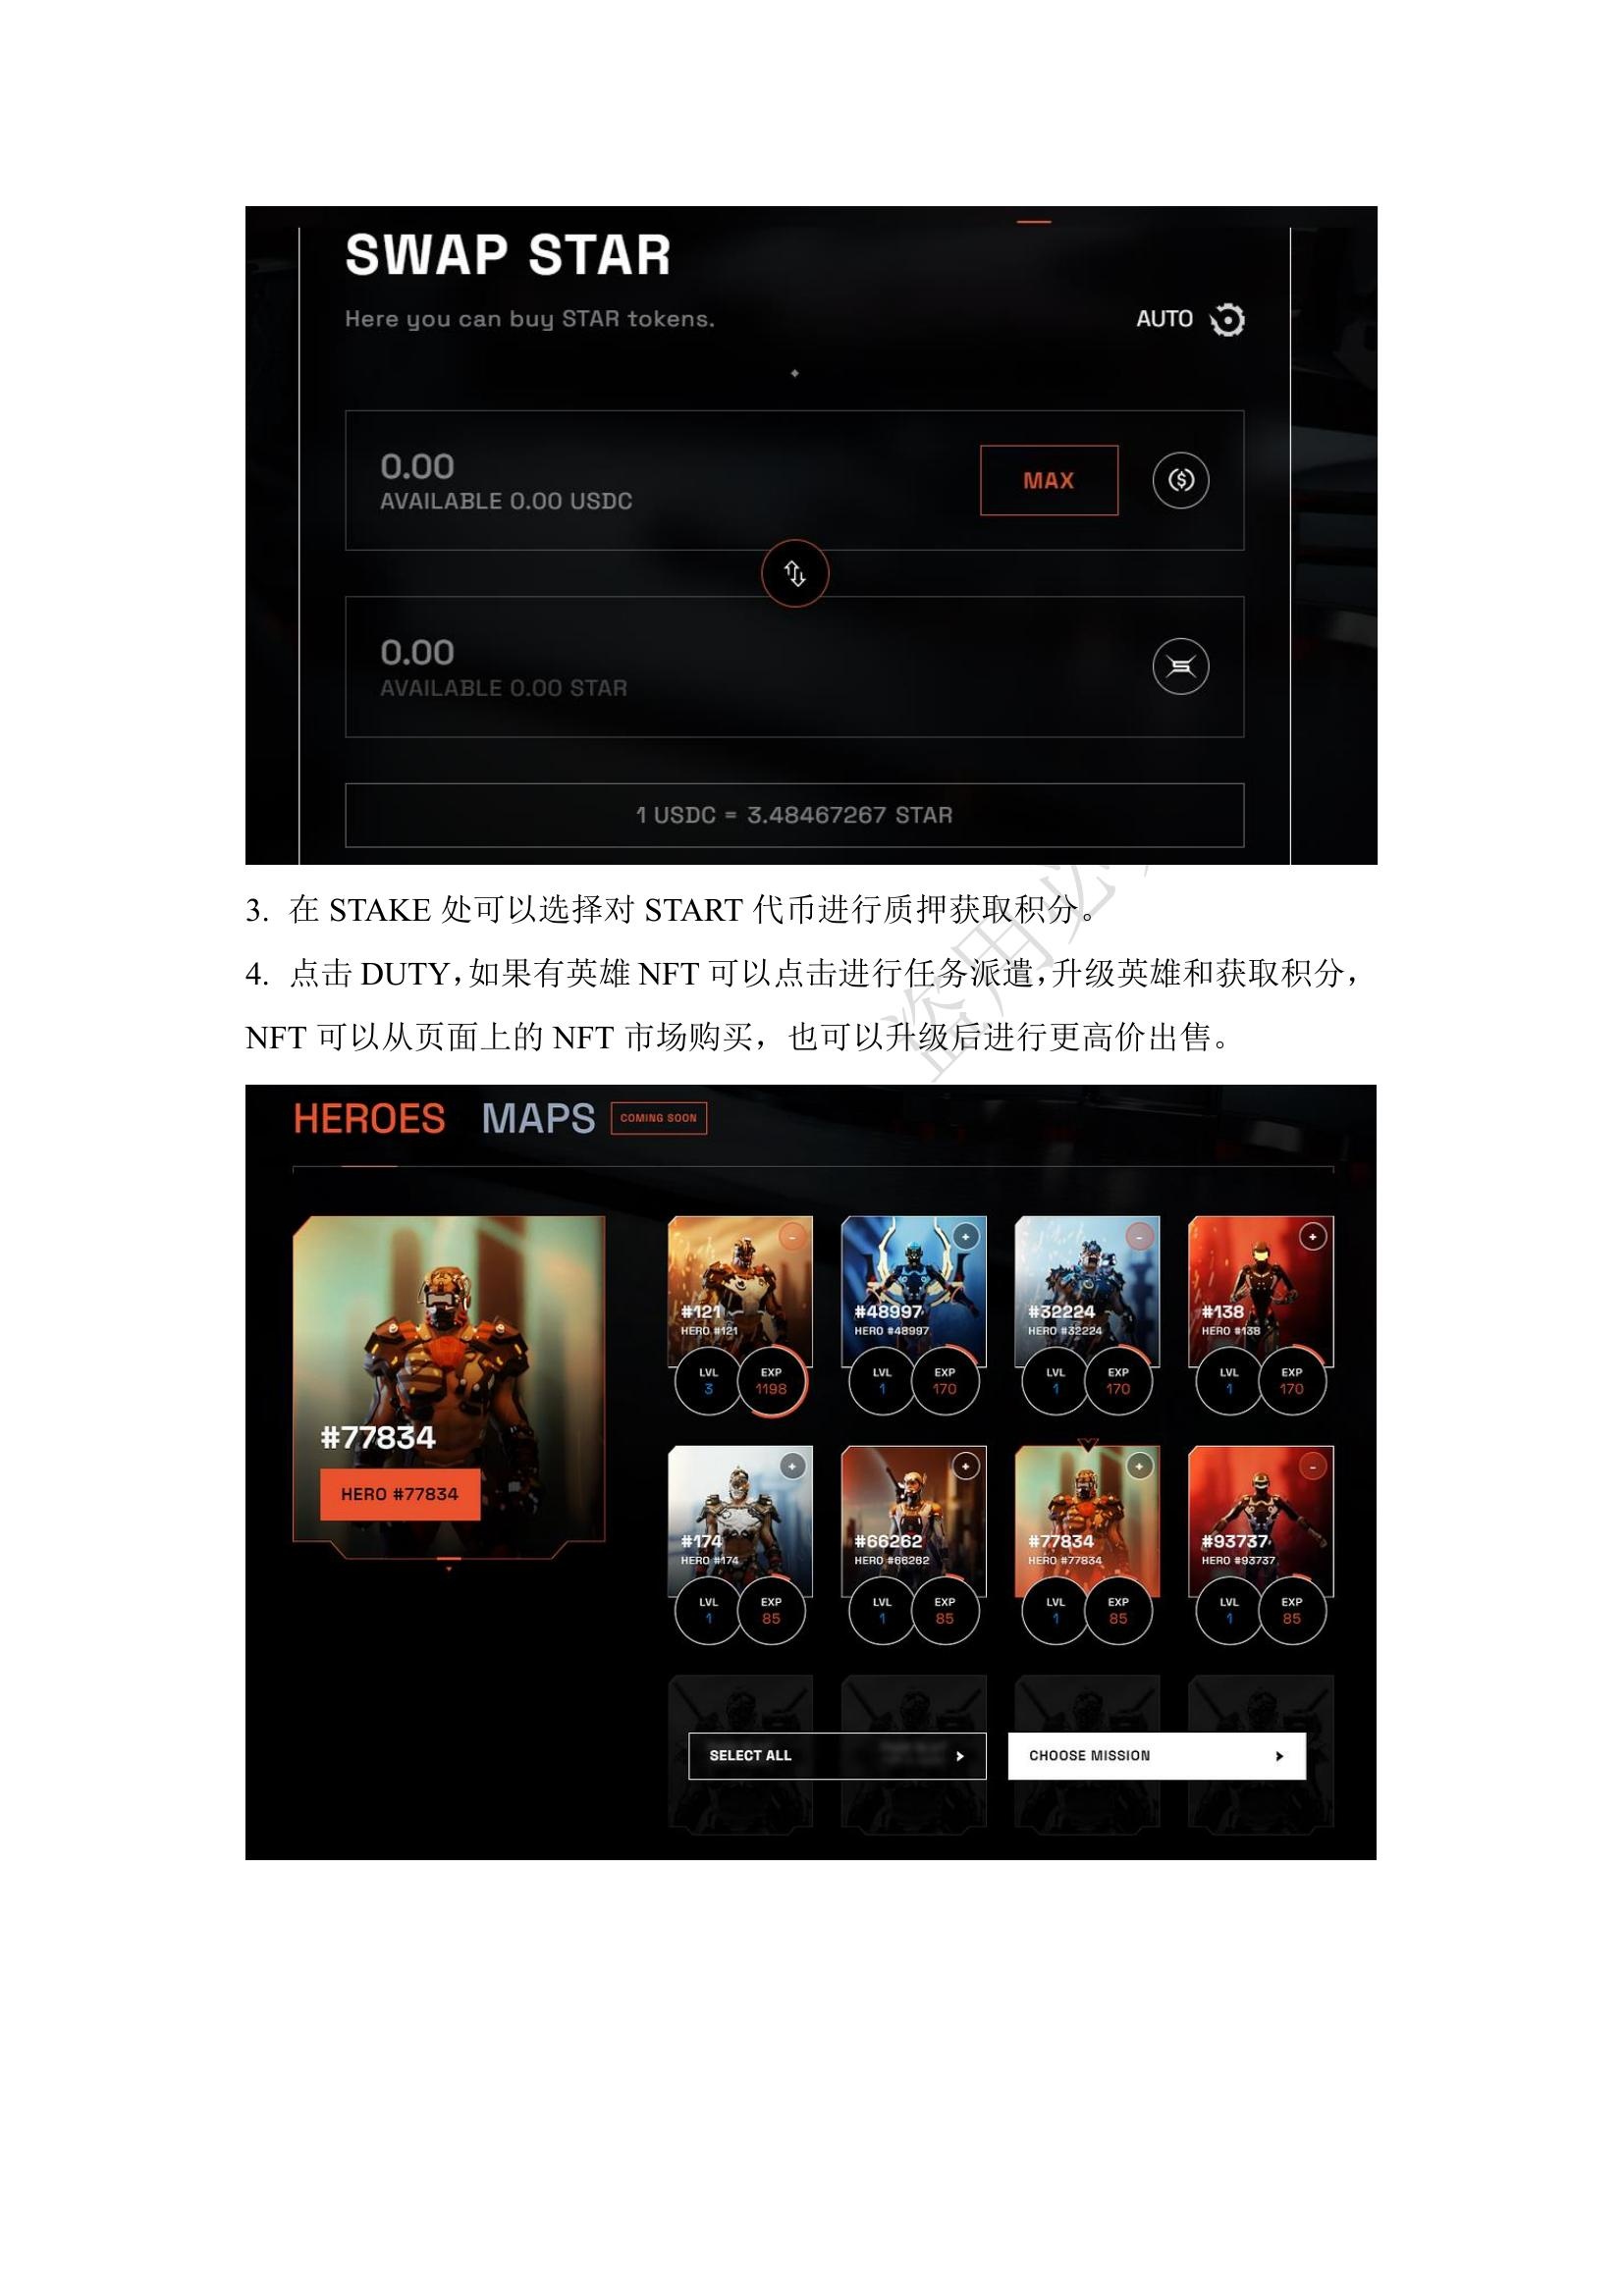 SWAP STAR
Here you can buy STAR tokens.
AUTO
0.00
AVAILABLE 0.00 USDC
MAX
0.00
AVAILABLE 0.00 STAR
1 USDC = 3.48467267 STAR
3. 在 STAKE 处可以选择对 START 代币进行质押获取积分。
4. 点击 DUTY，如果有英雄 NFT 可以点击进行任务派遣，升级英雄和获取积分，
NFT 可以从页面上的 NFT 市场购买，也可以升级后进行更高价出售。
盗用必
HEROES MAPS COMING SOON
#77834
HERO #77834
#121 #48997 #32224 #138
HERO #121 HERO #48997 HERO #32224 HERO #138
LVL EXP LVL EXP LVL EXP LVL EXP
3 1198 1 170 1 170 1 170
#174 #66262 #77834 #93737
HERO #174 HERO #66262 HERO #77834 HERO #93737
LVL EXP LVL EXP LVL EXP LVL EXP
1 85 1 85 1 85 1 85
SELECT ALL CHOOSE MISSION